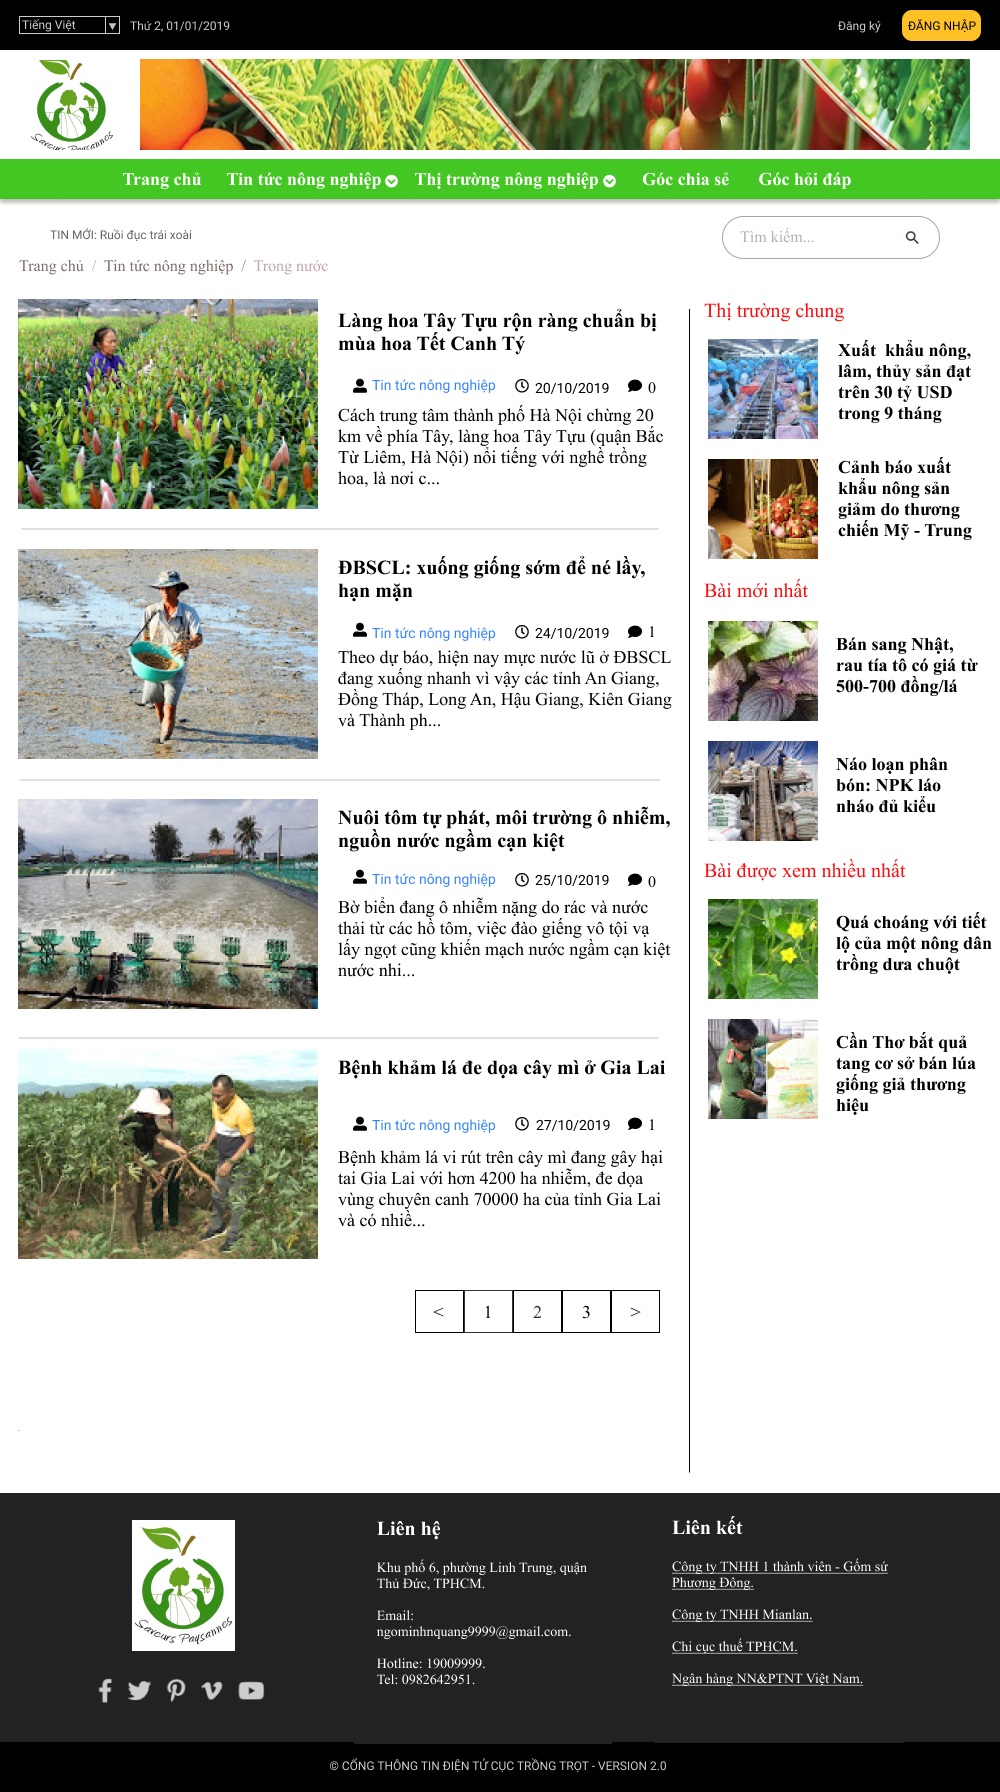 Tiếng Việt
Thứ 2, 01/01/2019
Đăng ký
ĐĂNG NHẬP
Saveurs Paysannes
Trang chủ
Tin tức nông nghiệp
Thị trường nông nghiệp
Góc chia sẻ
Góc hỏi đáp
TIN MỚI: Ruồi đục trái xoài
Tìm kiếm...
Trang chủ / Tin tức nông nghiệp / Trong nước
Làng hoa Tây Tựu rộn ràng chuẩn bị
mùa hoa Tết Canh Tý
Tin tức nông nghiệp 20/10/2019 0
Cách trung tâm thành phố Hà Nội chừng 20
km về phía Tây, làng hoa Tây Tựu (quận Bắc
Từ Liêm, Hà Nội) nổi tiếng với nghề trồng
hoa, là nơi c...
ĐBSCL: xuống giống sớm để né lầy,
hạn mặn
Tin tức nông nghiệp 24/10/2019 1
Theo dự báo, hiện nay mực nước lũ ở ĐBSCL
đang xuống nhanh vì vậy các tỉnh An Giang,
Đồng Tháp, Long An, Hậu Giang, Kiên Giang
và Thành ph...
Nuôi tôm tự phát, môi trường ô nhiễm,
nguồn nước ngầm cạn kiệt
Tin tức nông nghiệp 25/10/2019 0
Bờ biển đang ô nhiễm nặng do rác và nước
thải từ các hồ tôm, việc đào giếng vô tội vạ
lấy ngọt cũng khiến mạch nước ngầm cạn kiệt
nước nhi...
Bệnh khảm lá đe dọa cây mì ở Gia Lai
Tin tức nông nghiệp 27/10/2019 1
Bệnh khảm lá vi rút trên cây mì đang gây hại
tai Gia Lai với hơn 4200 ha nhiễm, đe dọa
vùng chuyên canh 70000 ha của tỉnh Gia Lai
và có nhiề...
< 1 2 3 >
Thị trường chung
Xuất khẩu nông,
lâm, thủy sản đạt
trên 30 tỷ USD
trong 9 tháng
Cảnh báo xuất
khẩu nông sản
giảm do thương
chiến Mỹ - Trung
Bài mới nhất
Bán sang Nhật,
rau tía tô có giá từ
500-700 đồng/lá
Náo loạn phân
bón: NPK láo
nháo đủ kiểu
Bài được xem nhiều nhất
Quá choáng với tiết
lộ của một nông dân
trồng dưa chuột
Cần Thơ bắt quả
tang cơ sở bán lúa
giống giả thương
hiệu
Saveurs Paysannes
Liên hệ
Khu phố 6, phường Linh Trung, quận
Thủ Đức, TPHCM.
Email:
ngominhnquang9999@gmail.com.
Hotline: 19009999.
Tel: 0982642951.
Liên kết
Công ty TNHH 1 thành viên - Gốm sứ
Phương Đông.
Công ty TNHH Mianlan.
Chi cục thuế TPHCM.
Ngân hàng NN&PTNT Việt Nam.
© CỔNG THÔNG TIN ĐIỆN TỬ CỤC TRỒNG TRỌT - VERSION 2.0